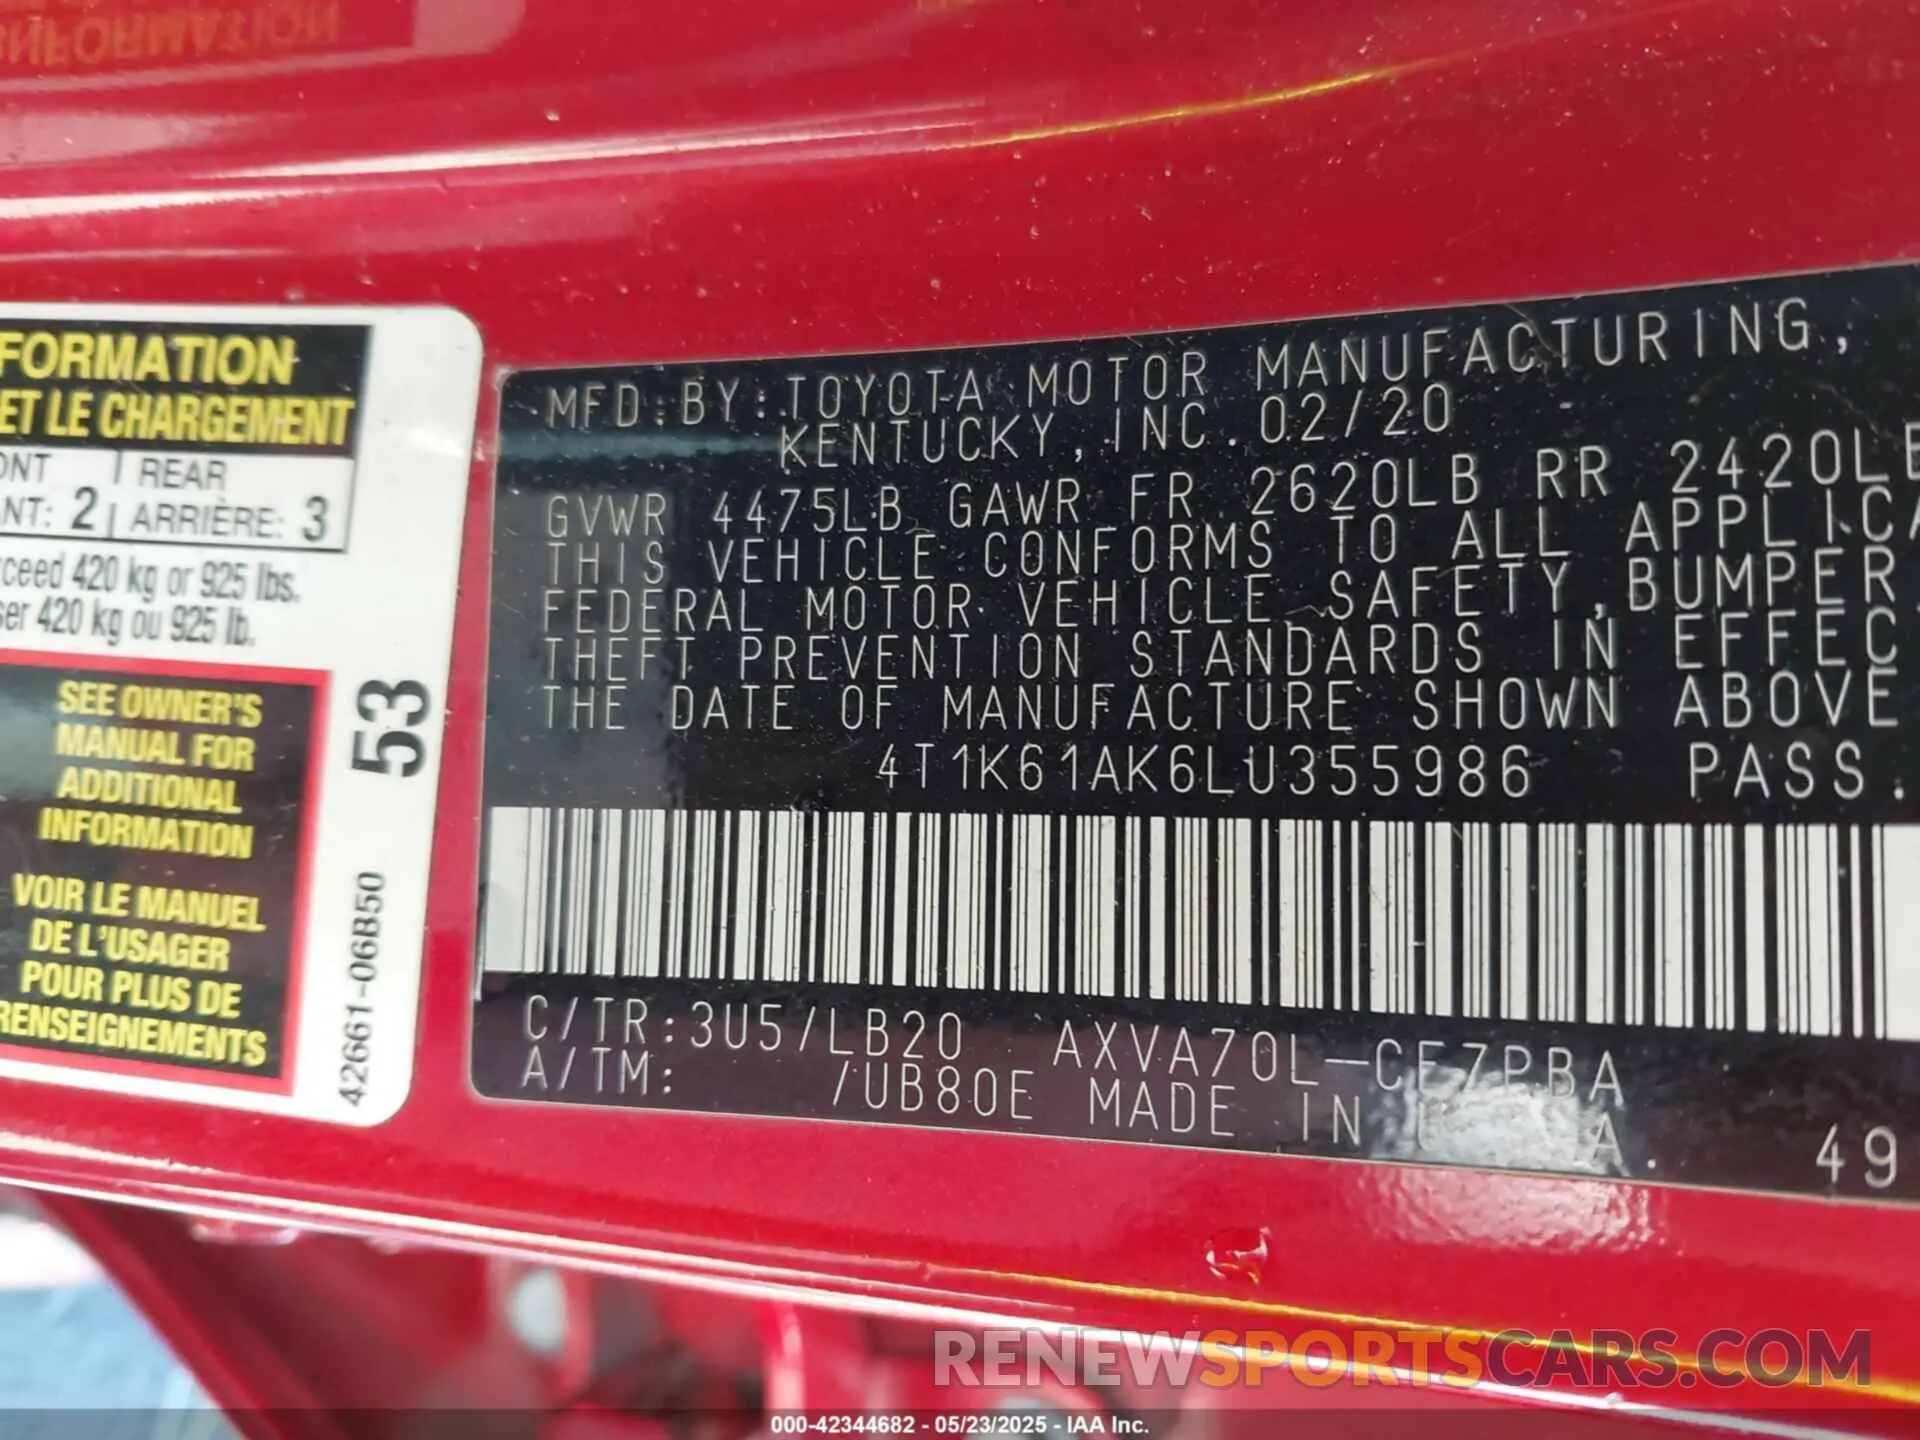 FORMATION
ET LE CHARGEMENT
ONT | REAR
ANT: 2 | ARRIÈRE: 3
ceed 420 kg or 925 lbs.
ser 420 kg ou 925 lb.
SEE OWNER'S
MANUAL FOR
ADDITIONAL
INFORMATION
VOIR LE MANUEL
DE L'USAGER
POUR PLUS DE
RENSEIGNEMENTS
53
42661-06B50
MFD.BY:TOYOTA MOTOR MANUFACTURING,
KENTUCKY,INC.02/20
GVWR 4475LB GAWR FR 2620LB RR 2420LB
THIS VEHICLE CONFORMS TO ALL APPLICA
FEDERAL MOTOR VEHICLE SAFETY,BUMPER,
THEFT PREVENTION STANDARDS IN EFFEC
THE DATE OF MANUFACTURE SHOWN ABOVE
4T1K61AK6LU355986 PASS.
C/TR:3U5/LB20 AXVA70L-CEZPBA
A/TM: /UB80E MADE IN
49
RENEWSPORTSCARS.COM
000-42344682 - 05/23/2025 - IAA Inc.